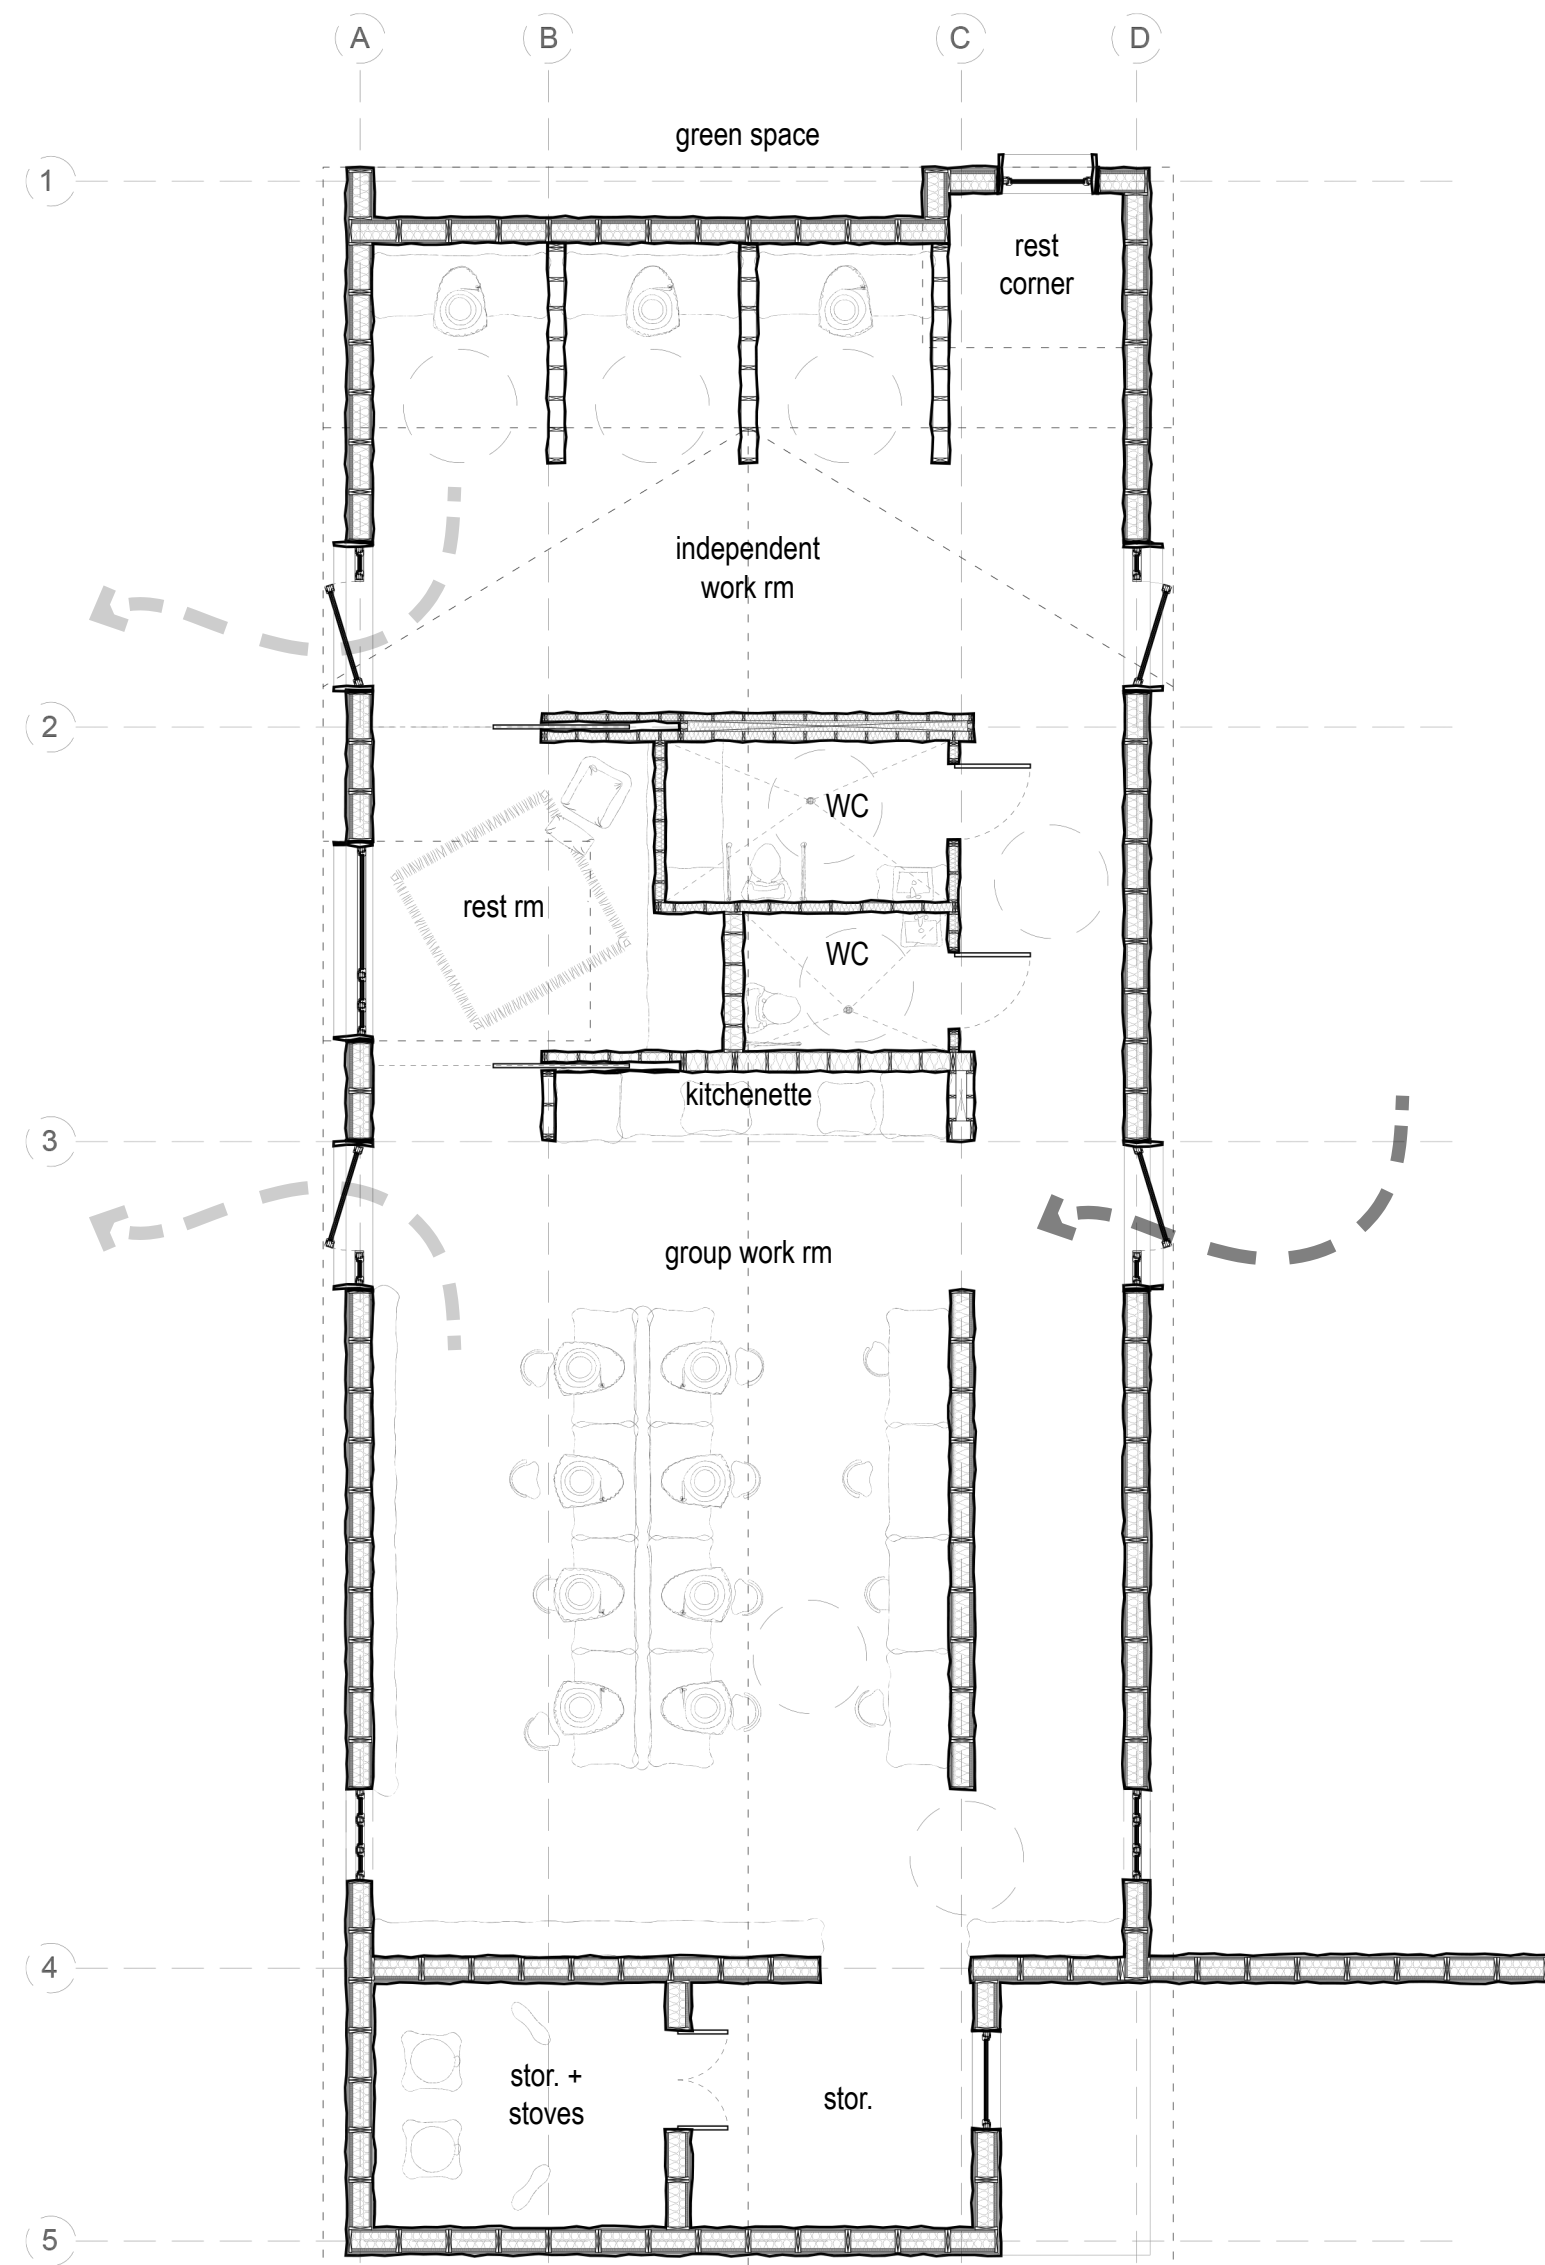 A
B
C
D
green space
1
rest
corner
independent
work rm
2
WC
rest rm
WC
kitchenette
3
group work rm
4
stor. +
stoves
stor.
5